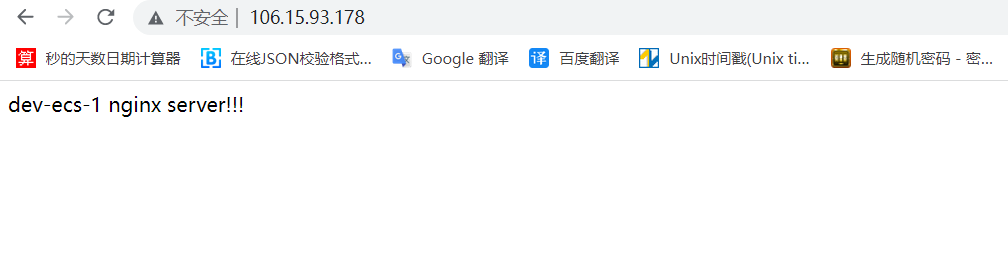 不安全 | 106.15.93.178
算 秒的天数日期计算器 在线JSON校验格式... Google 翻译 译 百度翻译 Unix时间戳(Unix ti... 生成随机密码 - 密...
dev-ecs-1 nginx server!!!